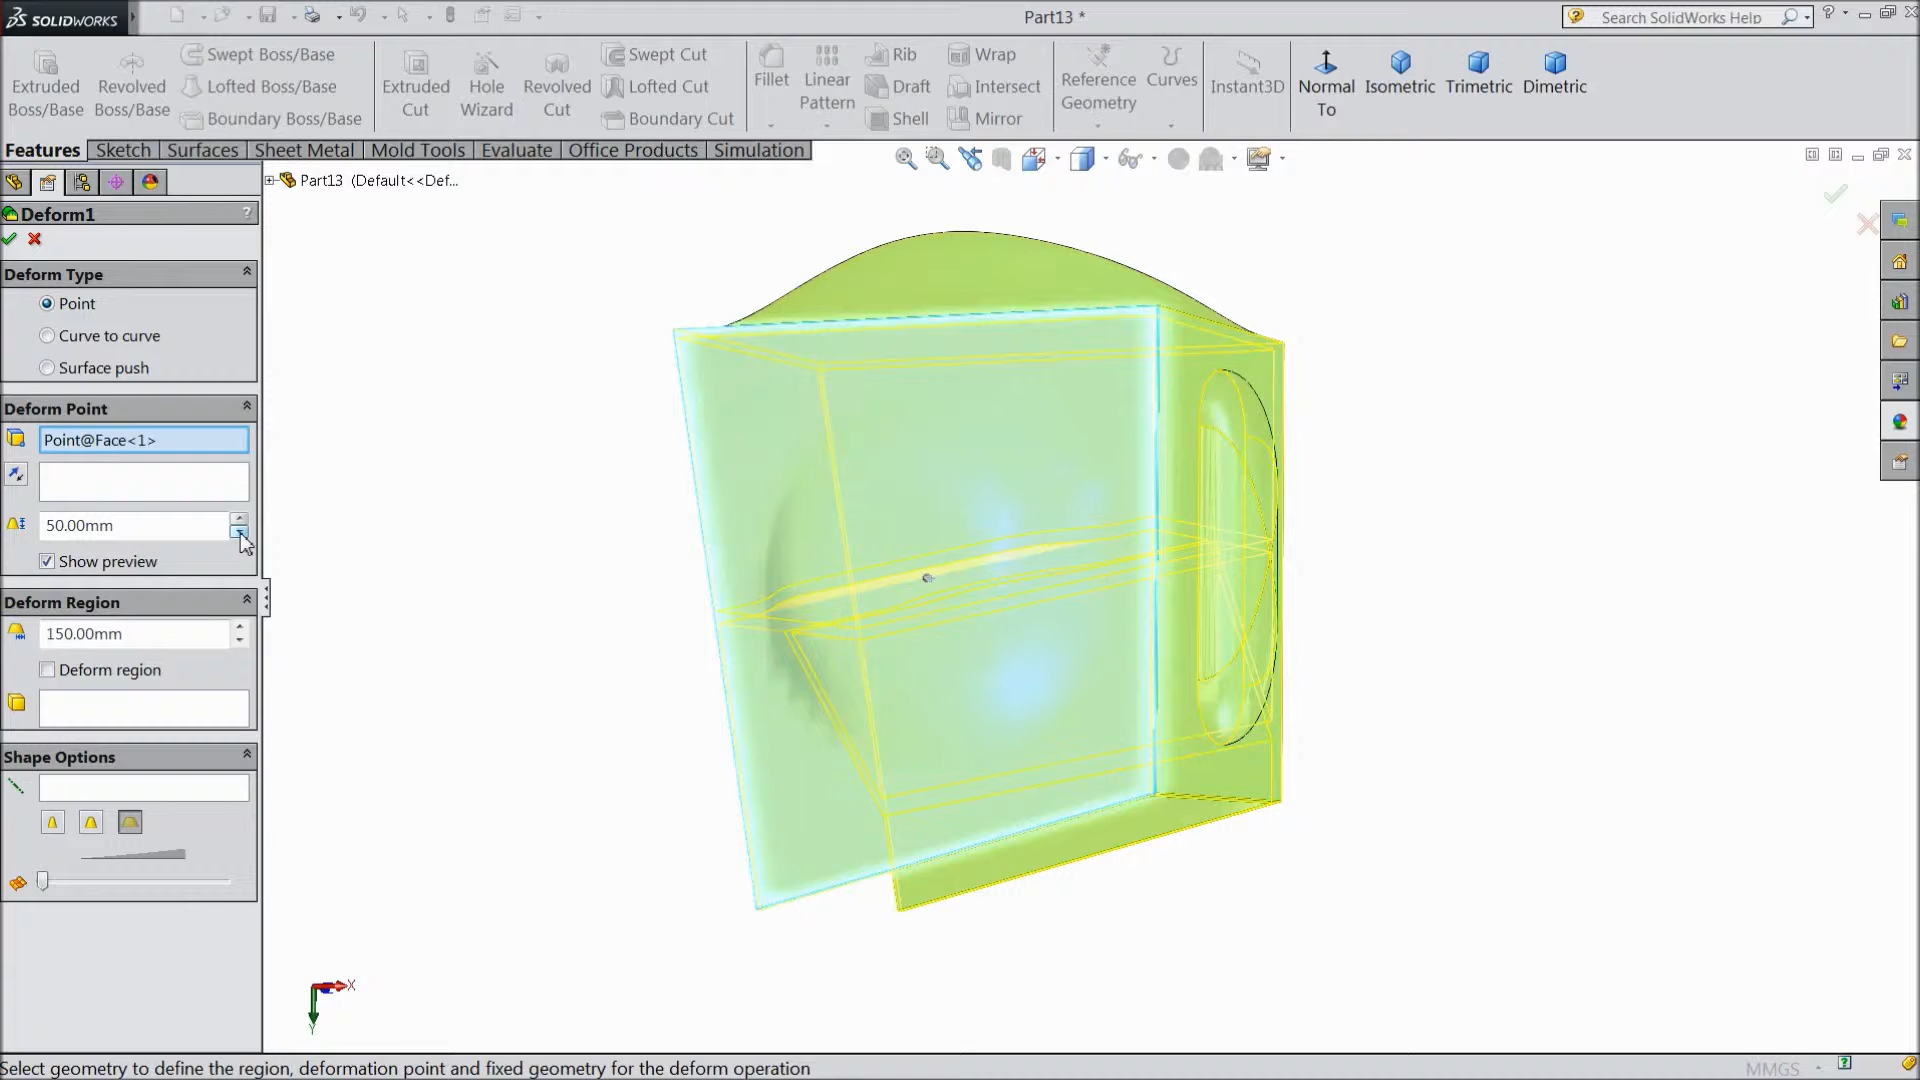 SOLIDWORKS
Part13 *
Search SolidWorks Help
Extruded Boss/Base
Revolved Boss/Base
Swept Boss/Base
Lofted Boss/Base
Boundary Boss/Base
Extruded Cut
Hole Wizard
Revolved Cut
Swept Cut
Lofted Cut
Boundary Cut
Fillet
Linear Pattern
Rib
Draft
Shell
Wrap
Intersect
Mirror
Reference Geometry
Curves
Instant3D
Normal To
Isometric
Trimetric
Dimetric
Features
Sketch
Surfaces
Sheet Metal
Mold Tools
Evaluate
Office Products
Simulation
Part13 (Default<<Def...
Deform1
?
Deform Type
Point
Curve to curve
Surface push
Deform Point
Point@Face<1>
50.00mm
Show preview
Deform Region
150.00mm
Deform region
Shape Options
X
Y
Select geometry to define the region, deformation point and fixed geometry for the deform operation
MMGS